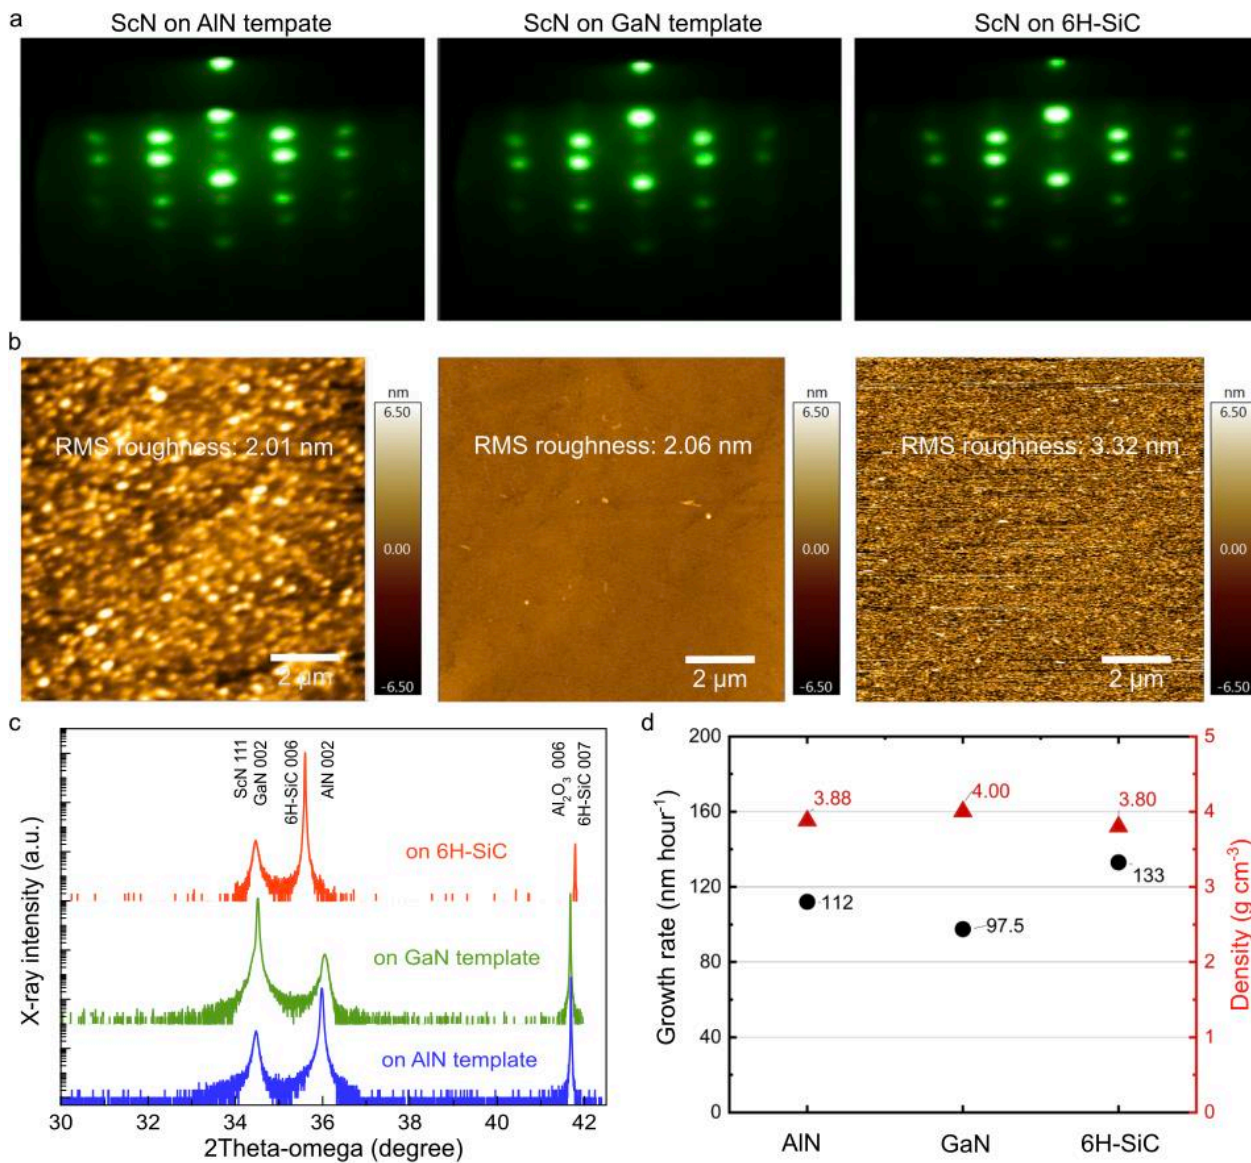 a
ScN on AlN tempate
ScN on GaN template
ScN on 6H-SiC
b
nm
6.50
0.00
-6.50
RMS roughness: 2.01 nm
2 μm
nm
6.50
0.00
-6.50
RMS roughness: 2.06 nm
2 μm
nm
6.50
0.00
-6.50
RMS roughness: 3.32 nm
2 μm
c
X-ray intensity (a.u.)
ScN 111
GaN 002
6H-SiC 006
AlN 002
Al₂O₃ 006
6H-SiC 007
on 6H-SiC
on GaN template
on AlN template
30 32 34 36 38 40 42
2Theta-omega (degree)
d
Growth rate (nm hour⁻¹)
200
160
120
80
40
0
3.88
4.00
3.80
112
97.5
133
AlN GaN 6H-SiC
5
4
3
2
1
0
Density (g cm⁻³)